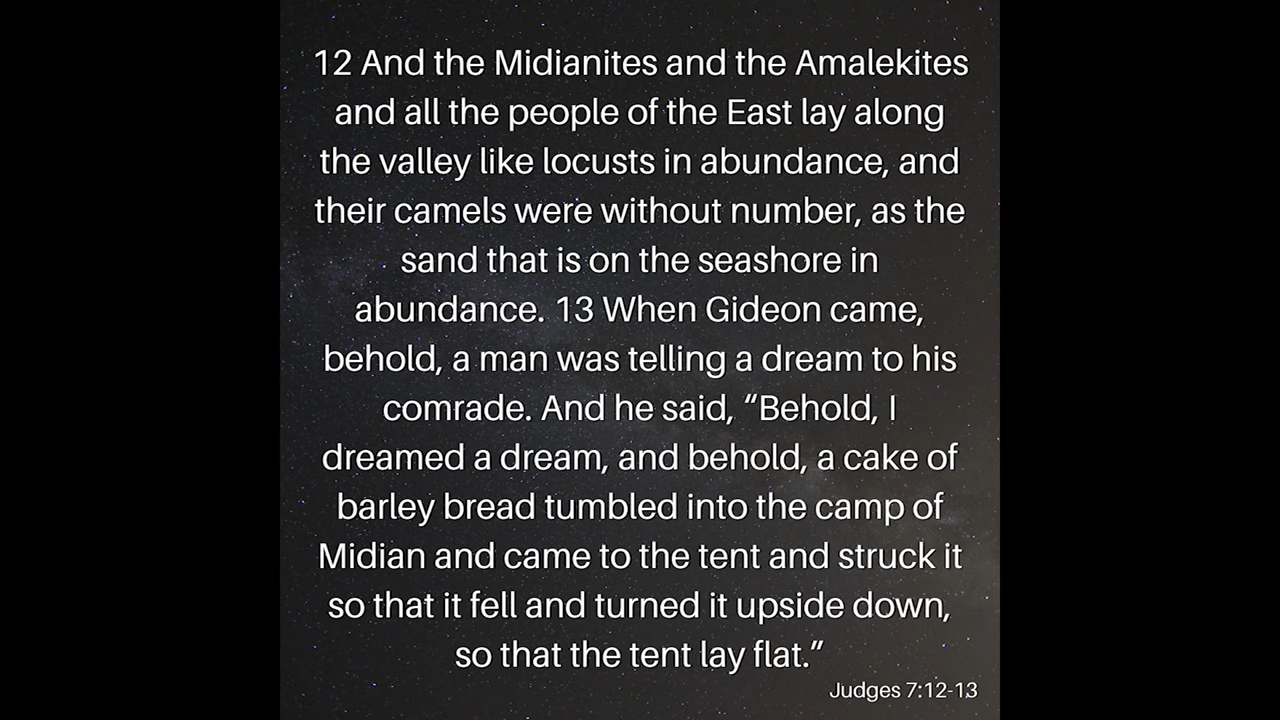 12 And the Midianites and the Amalekites
and all the people of the East lay along
the valley like locusts in abundance, and
their camels were without number, as the
sand that is on the seashore in
abundance. 13 When Gideon came,
behold, a man was telling a dream to his
comrade. And he said, “Behold, I
dreamed a dream, and behold, a cake of
barley bread tumbled into the camp of
Midian and came to the tent and struck it
so that it fell and turned it upside down,
so that the tent lay flat.”
Judges 7:12-13